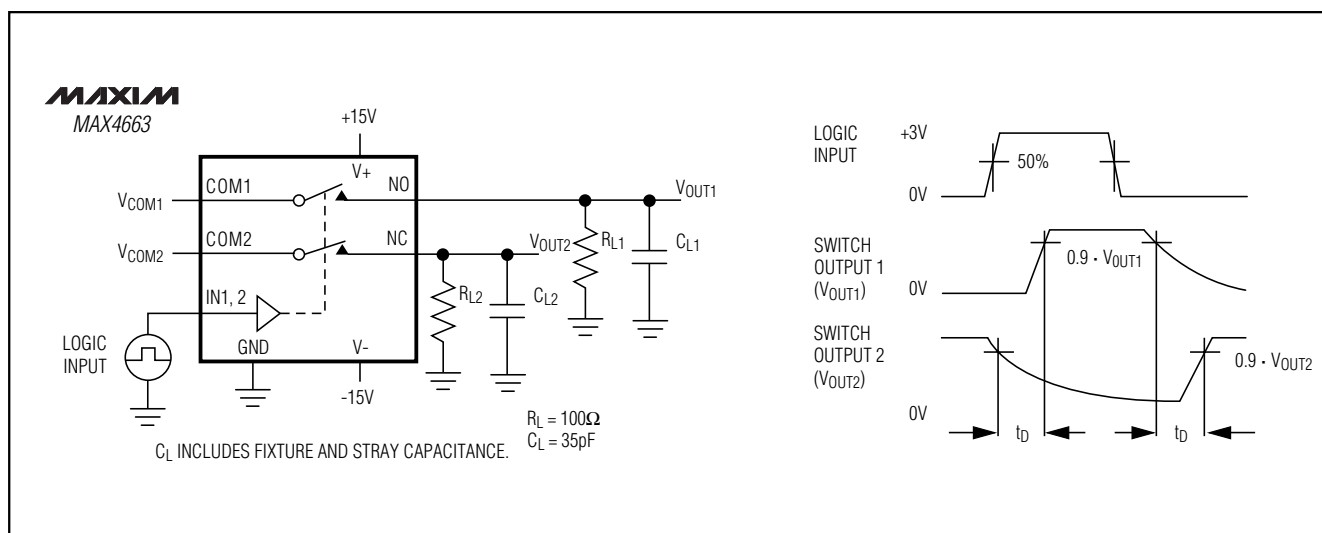 MAXIM
MAX4663
+15V
V+
COM1
NO
VCOM1
VOUT1
COM2
NC
VCOM2
VOUT2
RL1
CL1
IN1, 2
RL2
CL2
LOGIC
INPUT
GND
V-
-15V
RL = 100Ω
CL = 35pF
CL INCLUDES FIXTURE AND STRAY CAPACITANCE.
LOGIC
INPUT
+3V
50%
0V
SWITCH
OUTPUT 1
(VOUT1)
0.9 · VOUT1
0V
SWITCH
OUTPUT 2
(VOUT2)
0.9 · VOUT2
0V
tD
tD